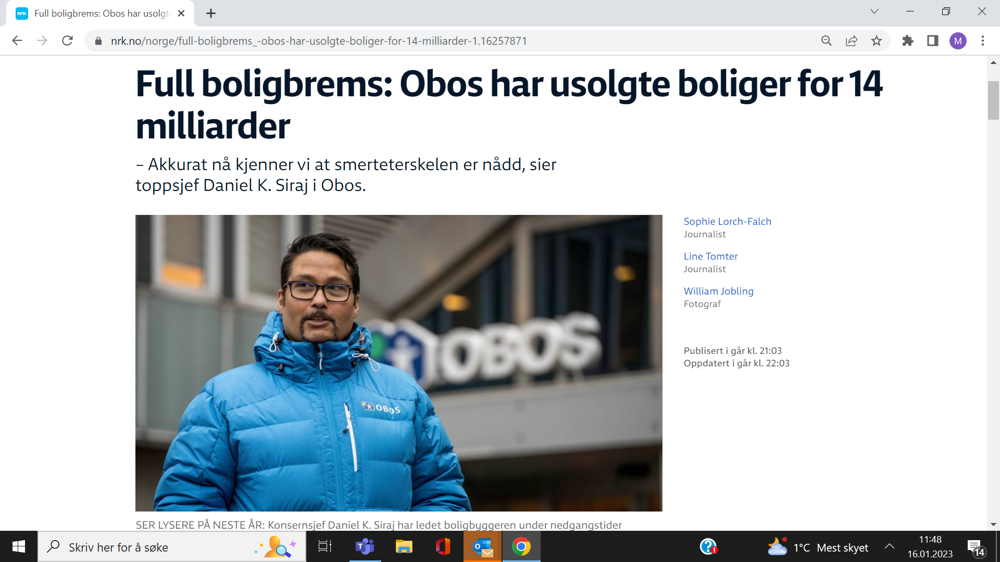 nrk
Full boligbrems: Obos har usolgt
nrk.no/norge/full-boligbrems_-obos-har-usolgte-boliger-for-14-milliarder-1.16257871
M
Full boligbrems: Obos har usolgte boliger for 14
milliarder
– Akkurat nå kjenner vi at smerteterskelen er nådd, sier
toppsjef Daniel K. Siraj i Obos.
OBOS
OBOS
Sophie Lorch-Falch
Journalist
Line Tomter
Journalist
William Jobling
Fotograf
Publisert i går kl. 21:03
Oppdatert i går kl. 22:03
SER LYSERE PÅ NESTE ÅR: Konsernsjef Daniel K. Siraj har ledet boligbyggeren under nedgangstider
Skriv her for å søke
1°C Mest skyet
11:48
16.01.2023
14